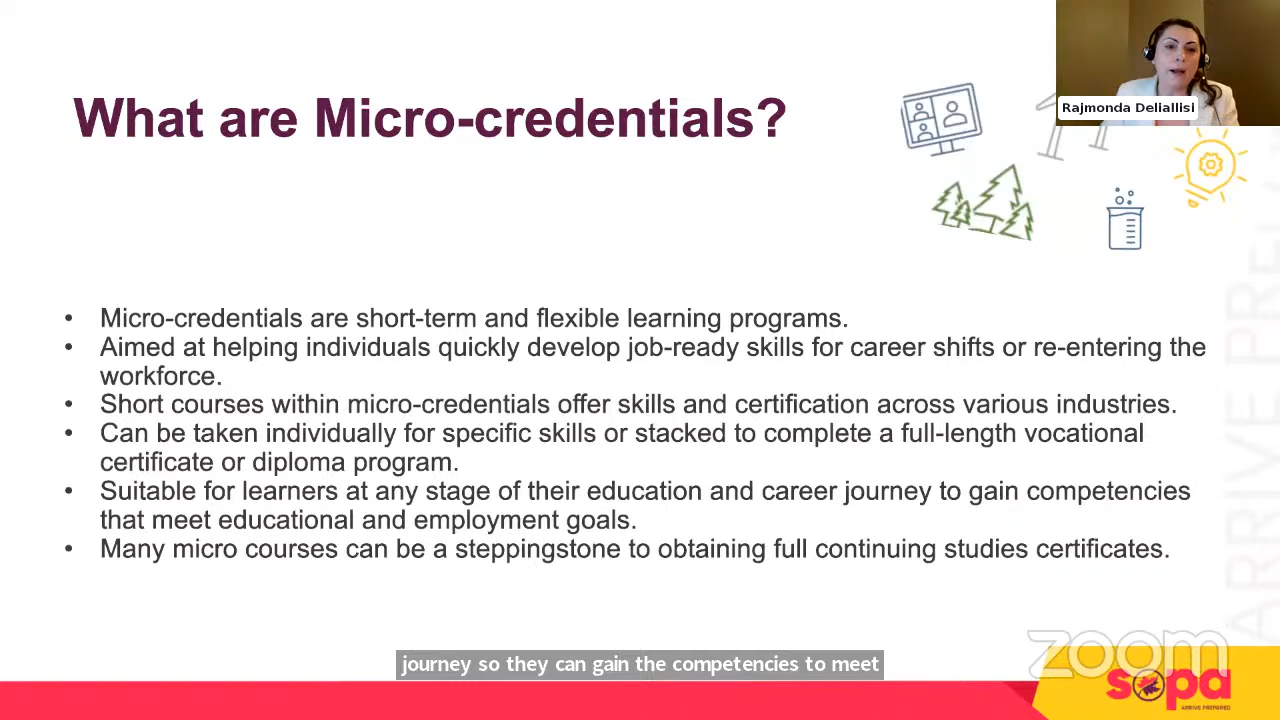 What are Micro-credentials?
Rajmonda Deliallisi
• Micro-credentials are short-term and flexible learning programs.
• Aimed at helping individuals quickly develop job-ready skills for career shifts or re-entering the
workforce.
• Short courses within micro-credentials offer skills and certification across various industries.
• Can be taken individually for specific skills or stacked to complete a full-length vocational
certificate or diploma program.
• Suitable for learners at any stage of their education and career journey to gain competencies
that meet educational and employment goals.
• Many micro courses can be a steppingstone to obtaining full continuing studies certificates.
journey so they can gain the competencies to meet
zoom
sopa
ARRIVE PREPARED
ARRIVE PRE